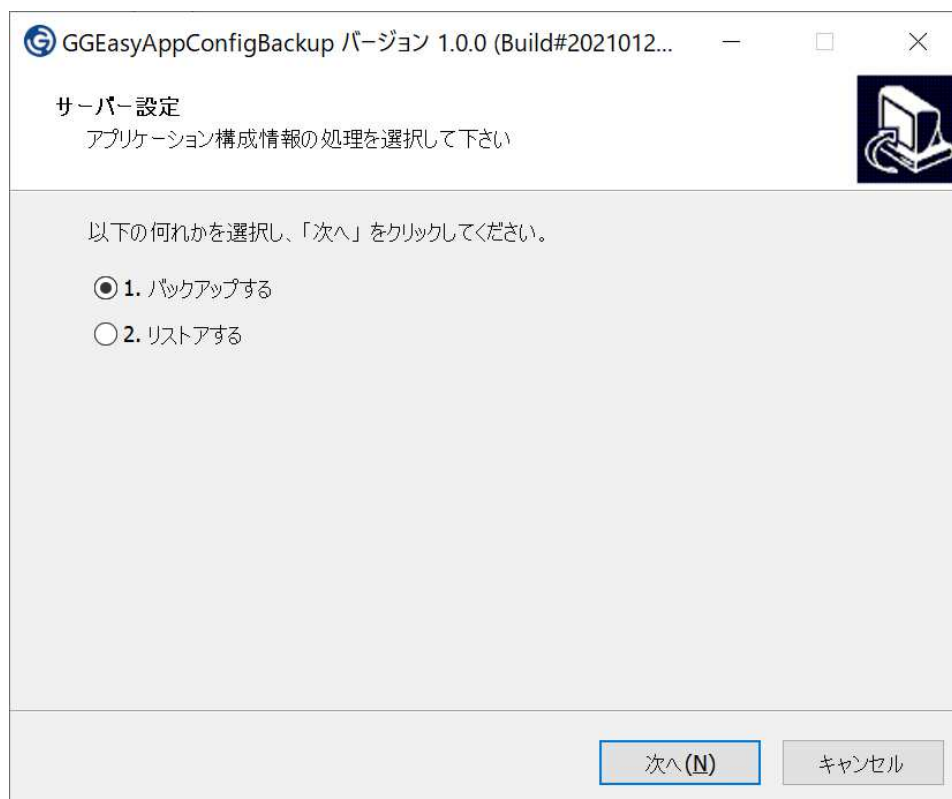 GGEasyAppConfigBackup バージョン 1.0.0 (Build#2021012...
サーバー設定
アプリケーション構成情報の処理を選択して下さい
以下の何れかを選択し、「次へ」をクリックしてください。
1. バックアップする
2. リストアする
次へ(N)
キャンセル